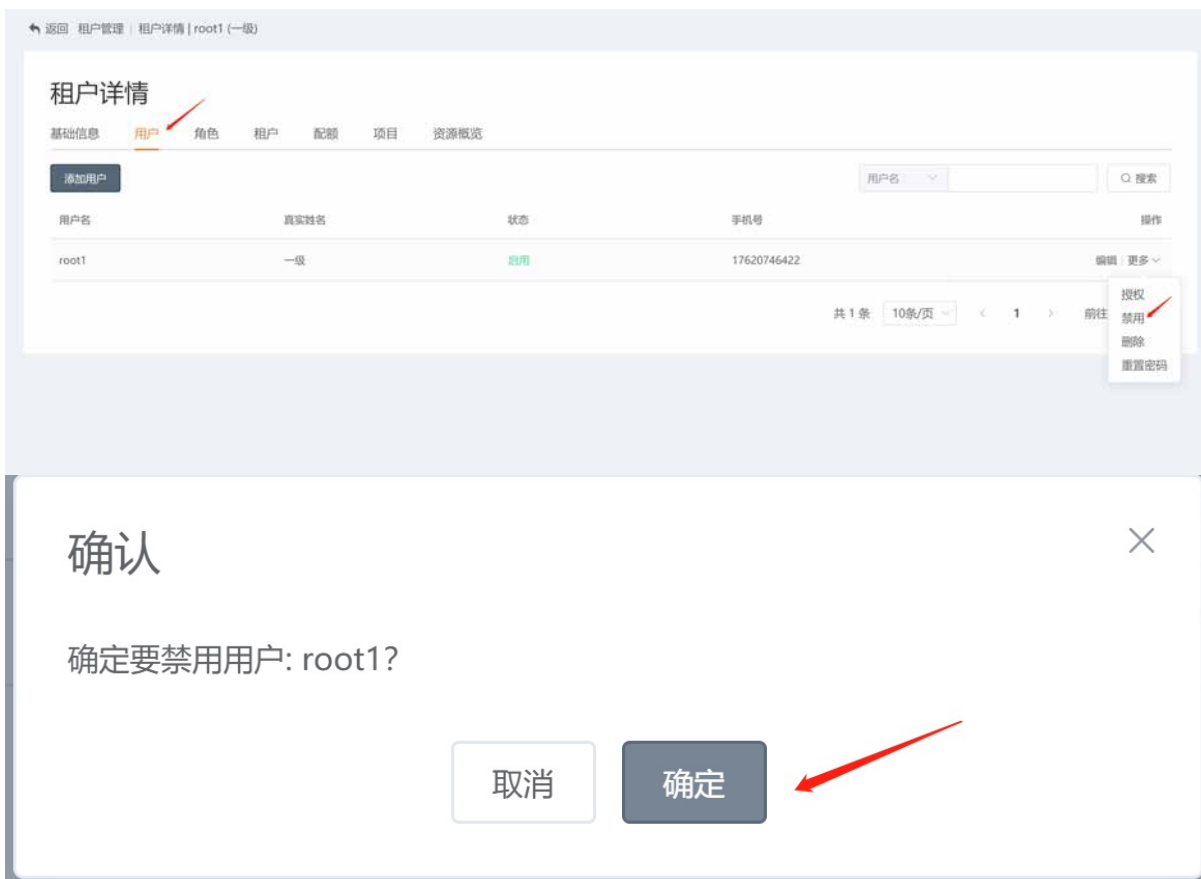 返回 租户管理 | 租户详情 | root1 (一级)
租户详情
基础信息 用户 角色 租户 配额 项目 资源概览
添加用户 用户名 搜索
用户名 真实姓名 状态 手机号 操作
root1 一级 启用 17620746422 编辑 | 更多
授权
共 1 条 10条/页 1 前往 禁用
删除
重置密码
确认
确定要禁用用户: root1?
取消 确定